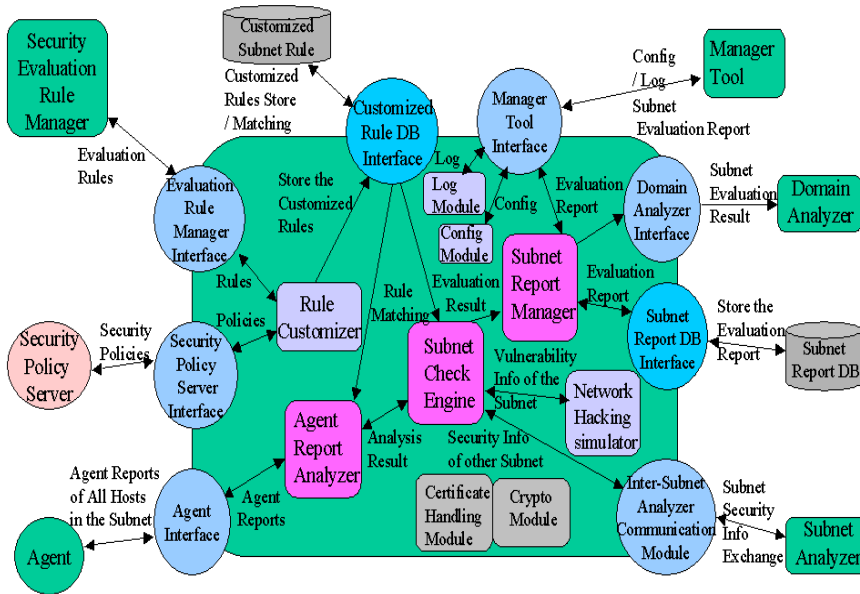 Security
Evaluation
Rule
Manager
Customized
Subnet Rule
Customized
Rules Store
/ Matching
Customized
Rule DB
Interface
Manager
Tool
Interface
Config
/ Log
Subnet
Evaluation Report
Manager
Tool
Evaluation
Rules
Evaluation
Rule
Manager
Interface
Store the
Customized
Rules
Log
Log
Module
Config
Config
Module
Evaluation
Report
Domain
Analyzer
Interface
Subnet
Evaluation
Result
Domain
Analyzer
Rules
Rule
Customizer
Policies
Rule
Matching
Evaluation
Result
Subnet
Report
Manager
Evaluation
Report
Subnet
Report DB
Interface
Store the
Evaluation
Report
Subnet
Report DB
Security
Policy
Server
Security
Policies
Security
Policy
Server
Interface
Subnet
Check
Engine
Vulnerability
Info of the
Subnet
Network
Hacking
simulator
Agent
Report
Analyzer
Analysis
Result
Security Info
of other Subnet
Agent Reports
of All Hosts
in the Subnet
Agent
Interface
Agent
Reports
Certificate
Handling
Module
Crypto
Module
Inter-Subnet
Analyzer
Communication
Module
Subnet
Security
Info
Exchange
Subnet
Analyzer
Agent